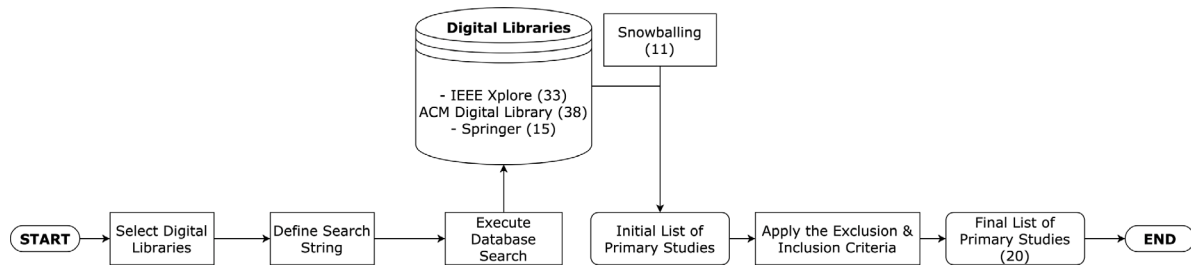 Digital Libraries
- IEEE Xplore (33)
ACM Digital Library (38)
- Springer (15)
Snowballing
(11)
START
Select Digital
Libraries
Define Search
String
Execute
Database
Search
Initial List of
Primary Studies
Apply the Exclusion &
Inclusion Criteria
Final List of
Primary Studies
(20)
END